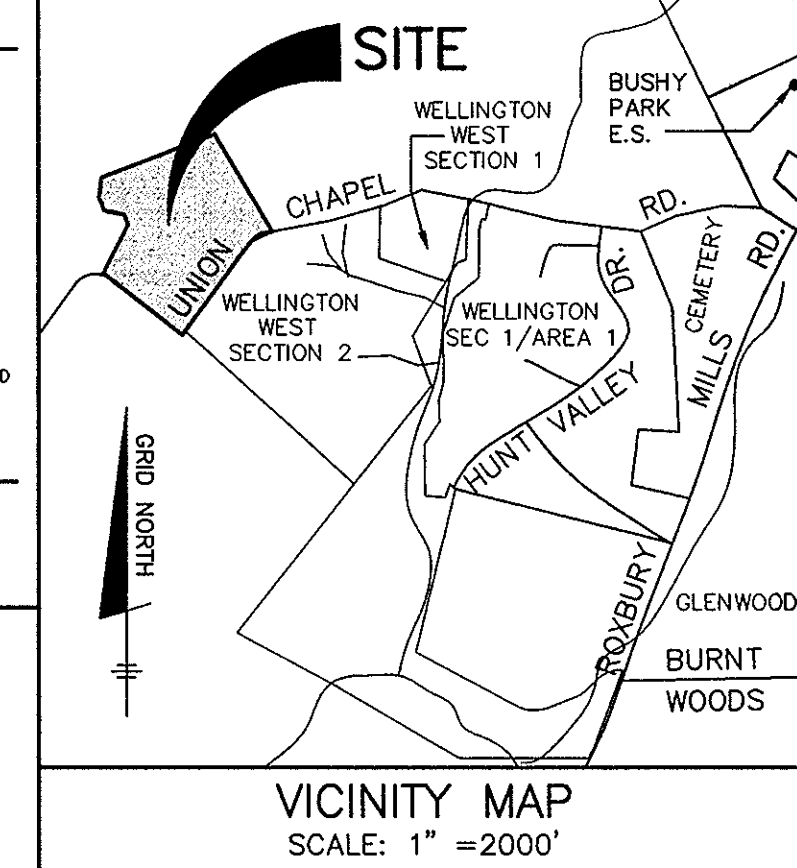 SITE
BUSHY
PARK
E.S.
WELLINGTON
WEST
SECTION 1
CHAPEL
RD.
UNION
WELLINGTON
WEST
SECTION 2
WELLINGTON
SEC 1/AREA 1
DR.
CEMETERY
RD.
MILLS
HUNT VALLEY
D
GRID NORTH
ROXBURY
GLENWOOD
BURNT
WOODS
VICINITY MAP
SCALE: 1" =2000'